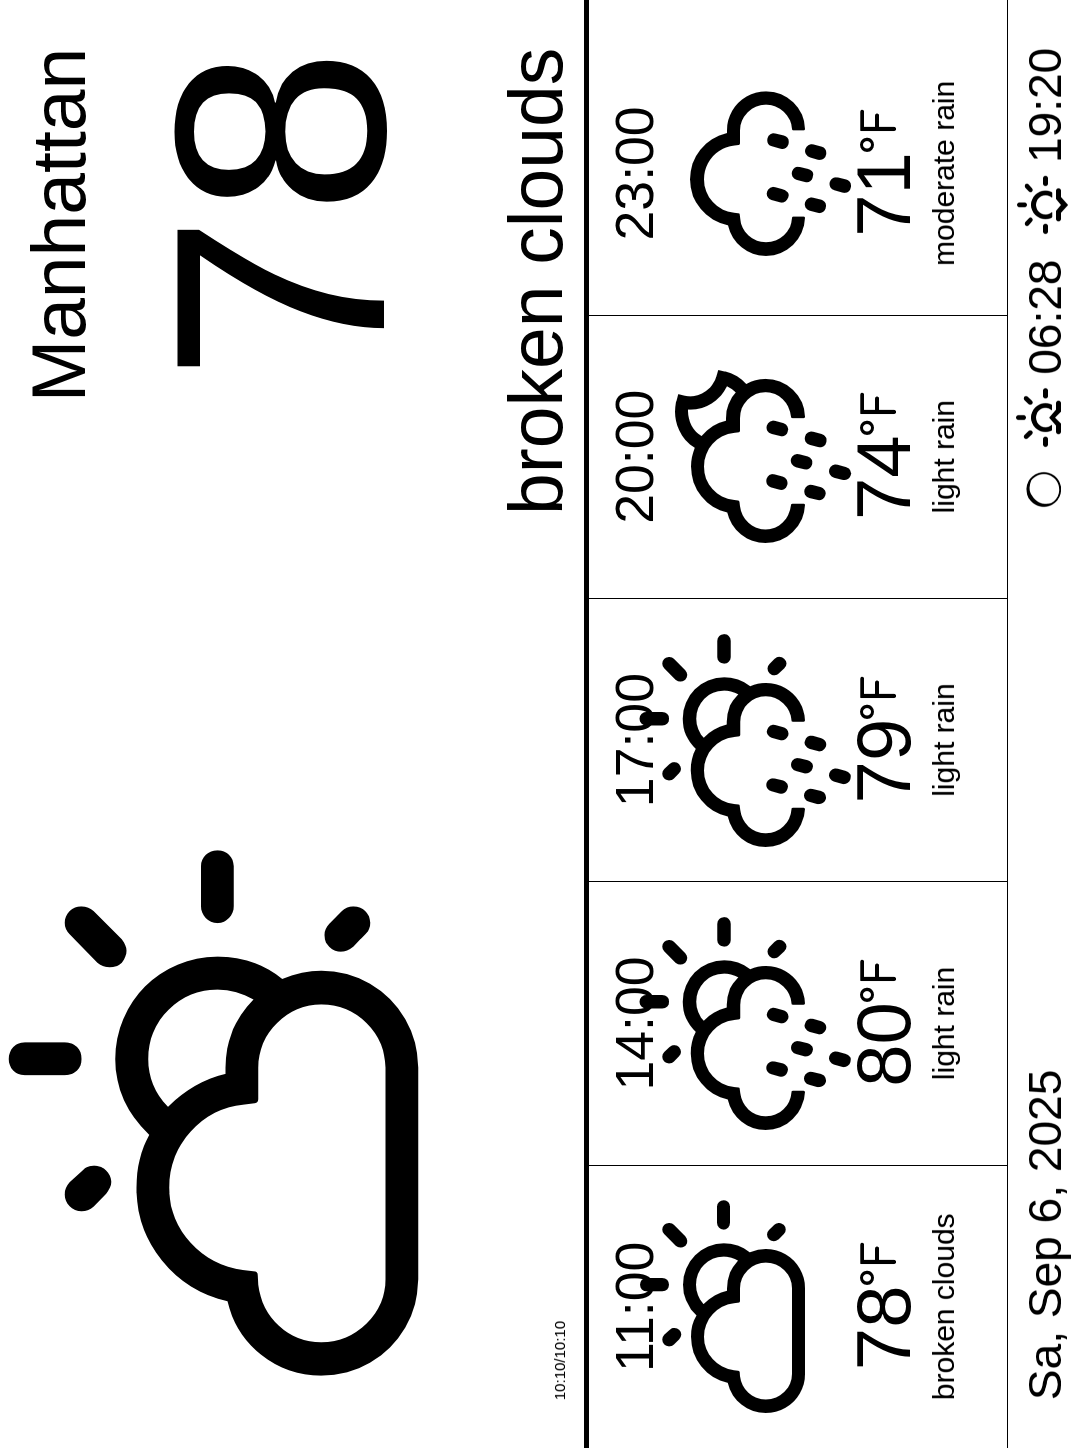 Manhattan
78
broken clouds
10:10/10:10
11:00
78°F
broken clouds
14:00
80°F
light rain
17:00
79°F
light rain
20:00
74°F
light rain
23:00
71°F
moderate rain
Sa, Sep 6, 2025
06:28
19:20